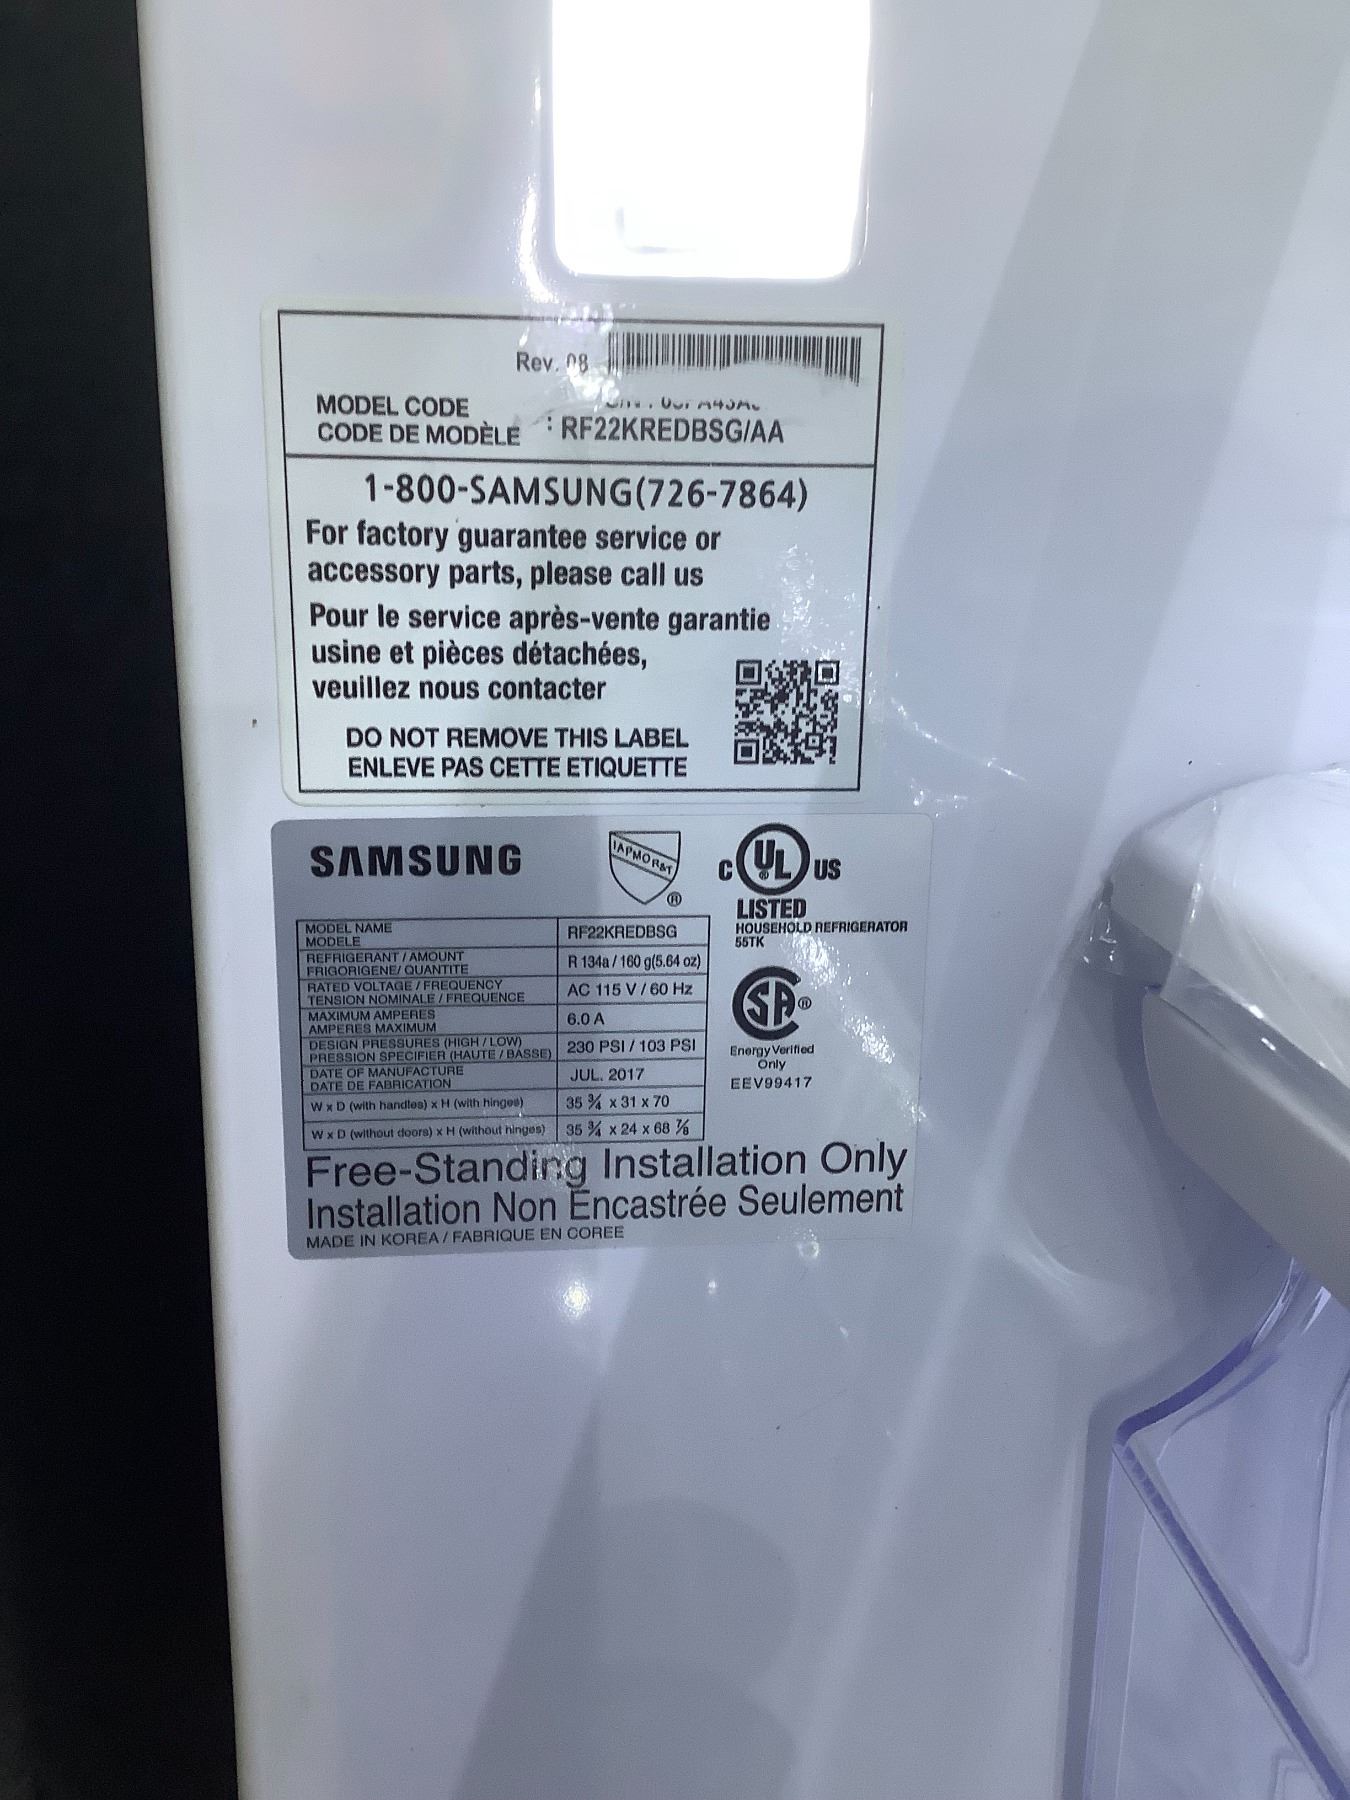 Rev. 08
MODEL CODE
CODE DE MODÈLE : RF22KREDBSG/AA
1-800-SAMSUNG(726-7864)
For factory guarantee service or
accessory parts, please call us
Pour le service après-vente garantie
usine et pièces détachées,
veuillez nous contacter
DO NOT REMOVE THIS LABEL
ENLEVE PAS CETTE ETIQUETTE
SAMSUNG
IAPMO R&T
®
C UL ® US
LISTED
HOUSEHOLD REFRIGERATOR
55TK
MODEL NAME
MODELE
RF22KREDBSG
REFRIGERANT / AMOUNT
FRIGORIGENE/ QUANTITE
R 134a / 160 g(5.64 oz)
RATED VOLTAGE / FREQUENCY
TENSION NOMINALE / FREQUENCE
AC 115 V / 60 Hz
MAXIMUM AMPERES
AMPERES MAXIMUM
6.0 A
DESIGN PRESSURES (HIGH / LOW)
PRESSION SPECIFIER (HAUTE / BASSE)
230 PSI / 103 PSI
DATE OF MANUFACTURE
DATE DE FABRICATION
JUL. 2017
W x D (with handles) x H (with hinges)
35 ¾ x 31 x 70
W x D (without doors) x H (without hinges)
35 ¾ x 24 x 68 ⅞
SA ®
Energy Verified
Only
EEV99417
Free-Standing Installation Only
Installation Non Encastrée Seulement
MADE IN KOREA / FABRIQUE EN COREE